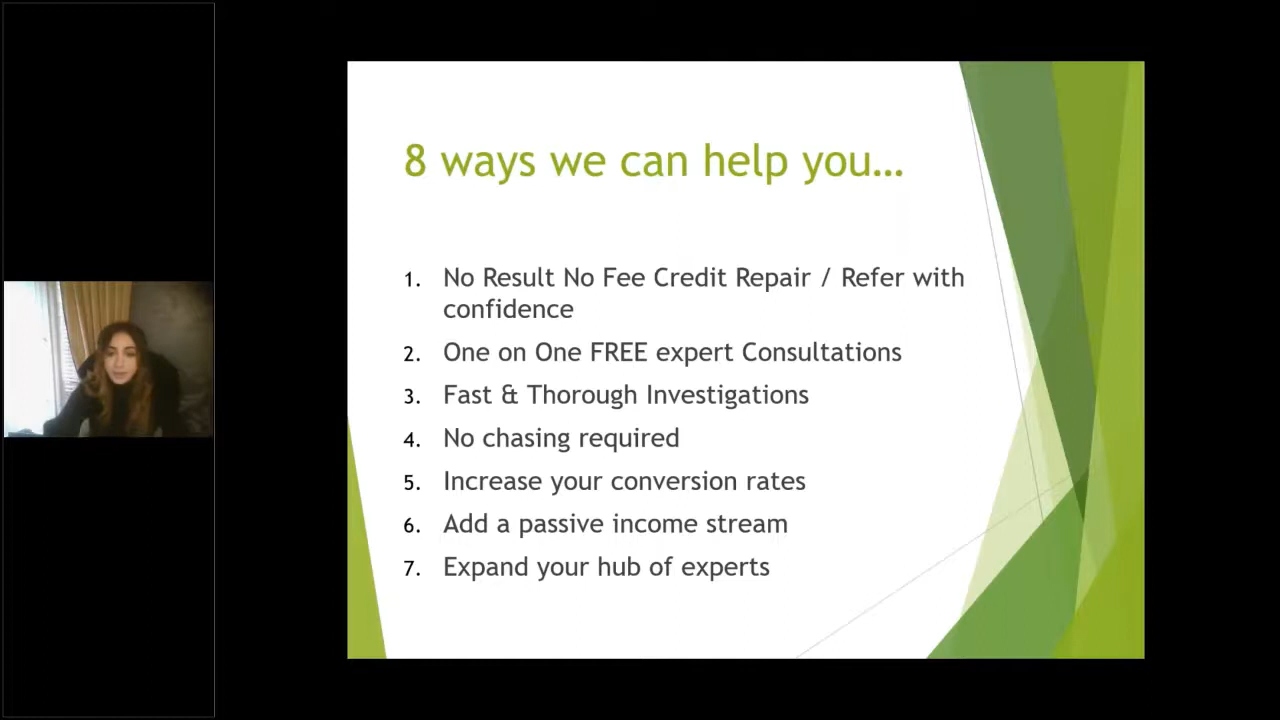 8 ways we can help you...
1. No Result No Fee Credit Repair / Refer with
confidence
2. One on One FREE expert Consultations
3. Fast & Thorough Investigations
4. No chasing required
5. Increase your conversion rates
6. Add a passive income stream
7. Expand your hub of experts